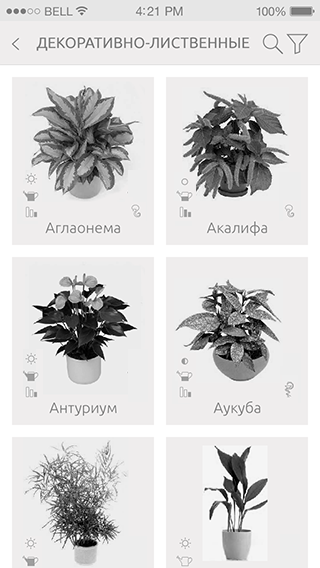 BELL 4:21 PM 100%
ДЕКОРАТИВНО-ЛИСТВЕННЫЕ
Аглаонема Акалифа
Антуриум Аукуба